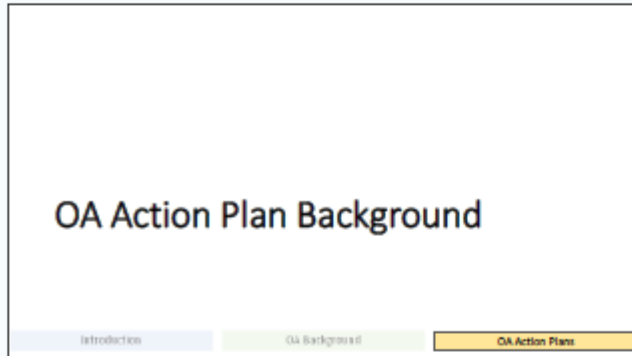 OA Action Plan Background
Introduction
OA Background
OA Action Plans